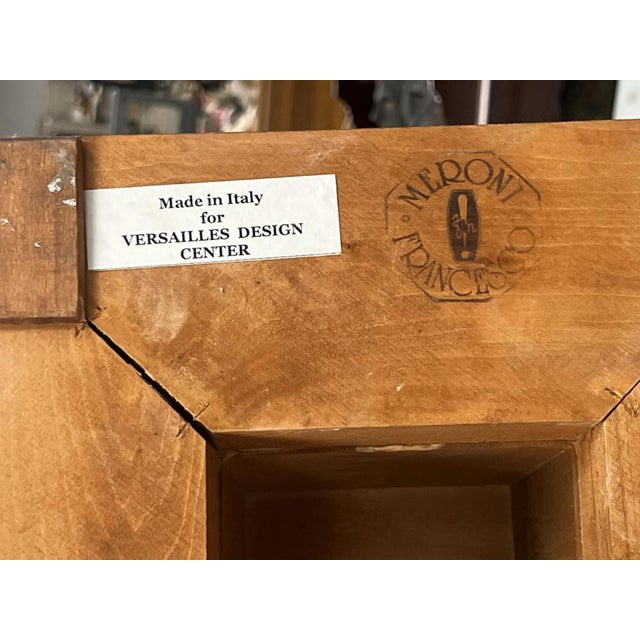 Made in Italy
for
VERSAILLES DESIGN
CENTER
MERONI
FRANCESCO